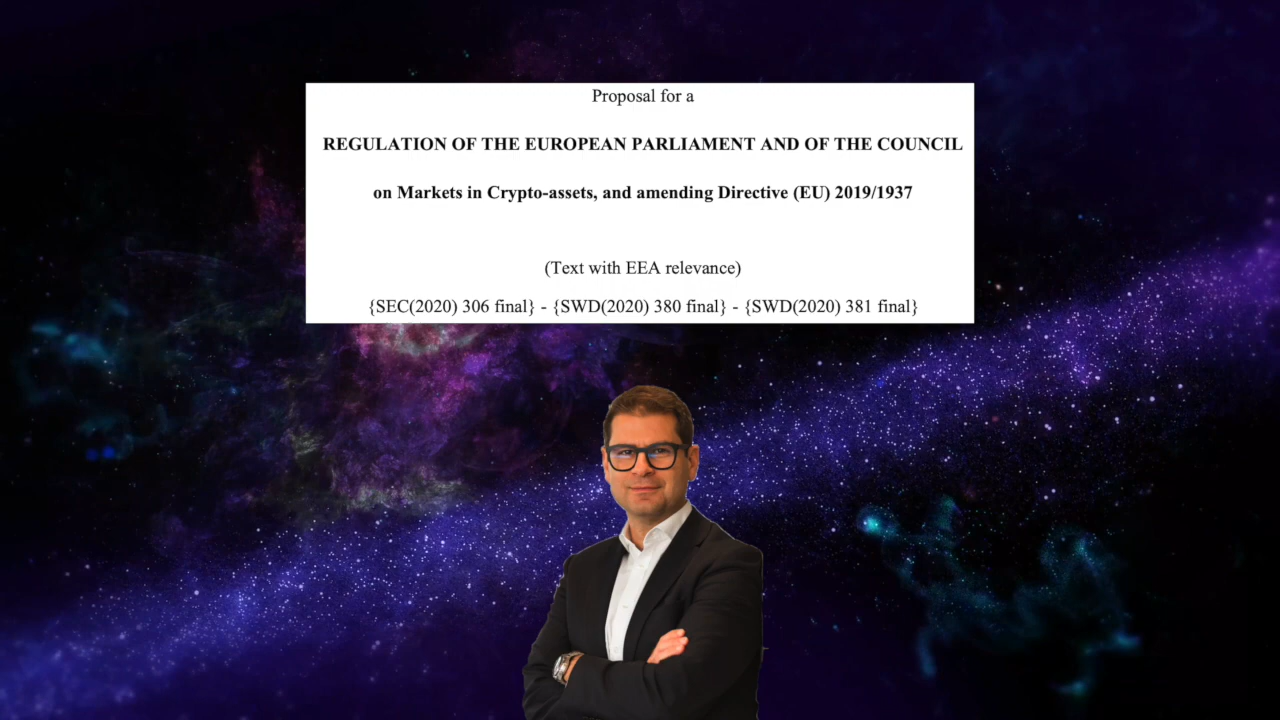 Proposal for a
REGULATION OF THE EUROPEAN PARLIAMENT AND OF THE COUNCIL
on Markets in Crypto-assets, and amending Directive (EU) 2019/1937
(Text with EEA relevance)
{SEC(2020) 306 final} - {SWD(2020) 380 final} - {SWD(2020) 381 final}